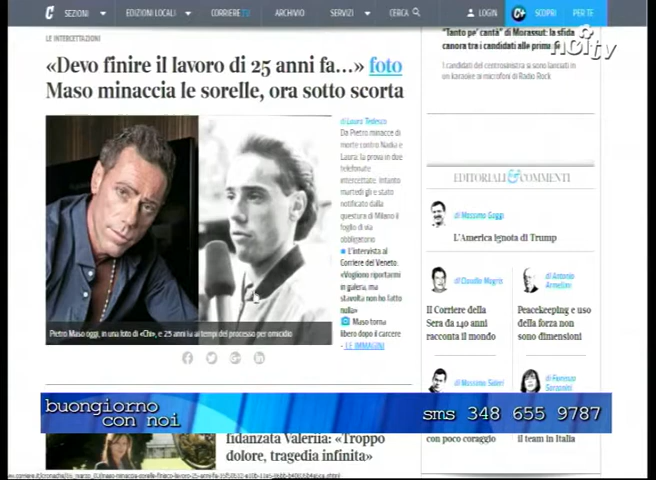 SEZIONI
EDIZIONI LOCALI
CORRIERE TV
ARCHIVIO
SERVIZI
CERCA
LOGIN
C+
SCOPRI
PER TE
LE INTERCETTAZIONI
«Devo finire il lavoro di 25 anni fa…» foto
Maso minaccia le sorelle, ora sotto scorta
di Laura Tedesco
Da Pietro minacce di
morte contro Nadia e
Laura: la prova in due
telefonate
intercettate. Intanto
martedì gli è stato
notificato dalla
questura di Milano il
foglio di via
obbligatorio
L'intervista al
Corriere del Veneto.
«Vogliono riportarmi
in galera, ma
stavolta non ho fatto
nulla»
Maso torna
libero dopo il carcere
- LE IMMAGINI
Pietro Maso oggi, in una foto di «Chi», e 25 anni fa ai tempi del processo per omicidio
"Tanto pe' cantà" di Morassut: la sfida
canora tra i candidati alle
I candidati del centrosinistra si sono lanciati in
un karaoke ai microfoni di Radio Rock
noi tv
EDITORIALI & COMMENTI
di Massimo Gaggi
L'America ignota di Trump
di Claudio Magris
Il Corriere della
Sera da 140 anni
racconta il mondo
di Antonio
Armellini
Peacekeeping e uso
della forza non
sono dimensioni
di Massimo
con poco coraggio
di Fiorenza
Sarzanini
il team in Italia
buongiorno
con noi
sms 348 655 9787
fidanzata Valeriia: «Troppo
dolore, tragedia infinita»